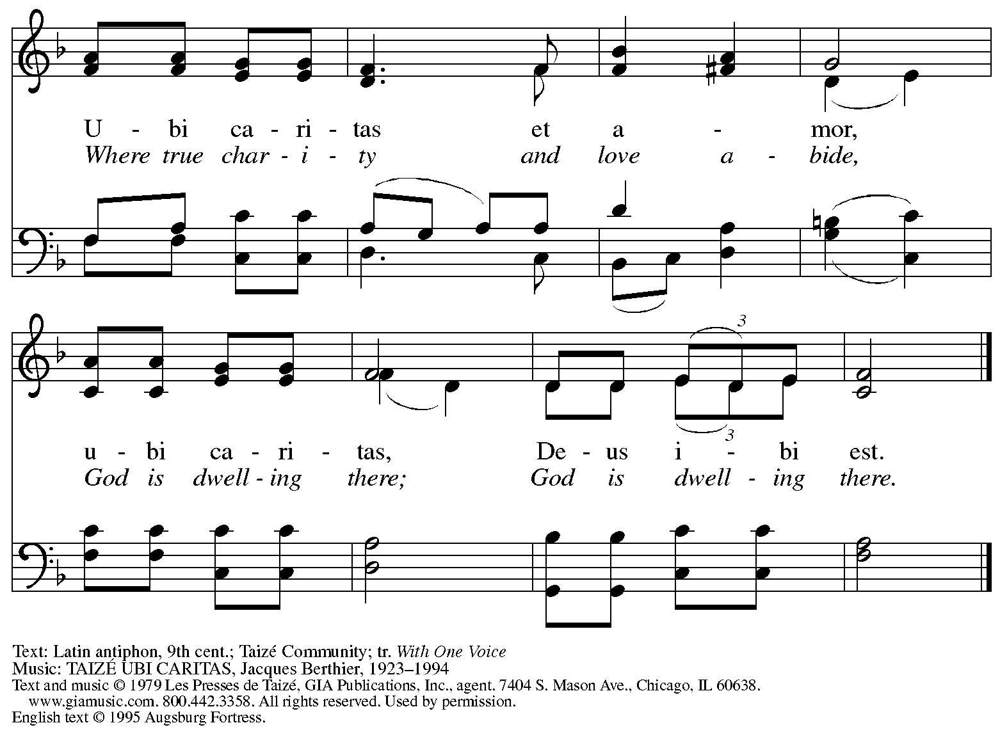 U - bi ca - ri - tas et a - mor,
Where true char - i - ty and love a - bide,
3
u - bi ca - ri - tas, De - us i - bi est.
God is dwell - ing there; God is dwell - ing there.
3
Text: Latin antiphon, 9th cent.; Taizé Community; tr. With One Voice
Music: TAIZÉ UBI CARITAS, Jacques Berthier, 1923–1994
Text and music © 1979 Les Presses de Taizé, GIA Publications, Inc., agent. 7404 S. Mason Ave., Chicago, IL 60638.
www.giamusic.com. 800.442.3358. All rights reserved. Used by permission.
English text © 1995 Augsburg Fortress.